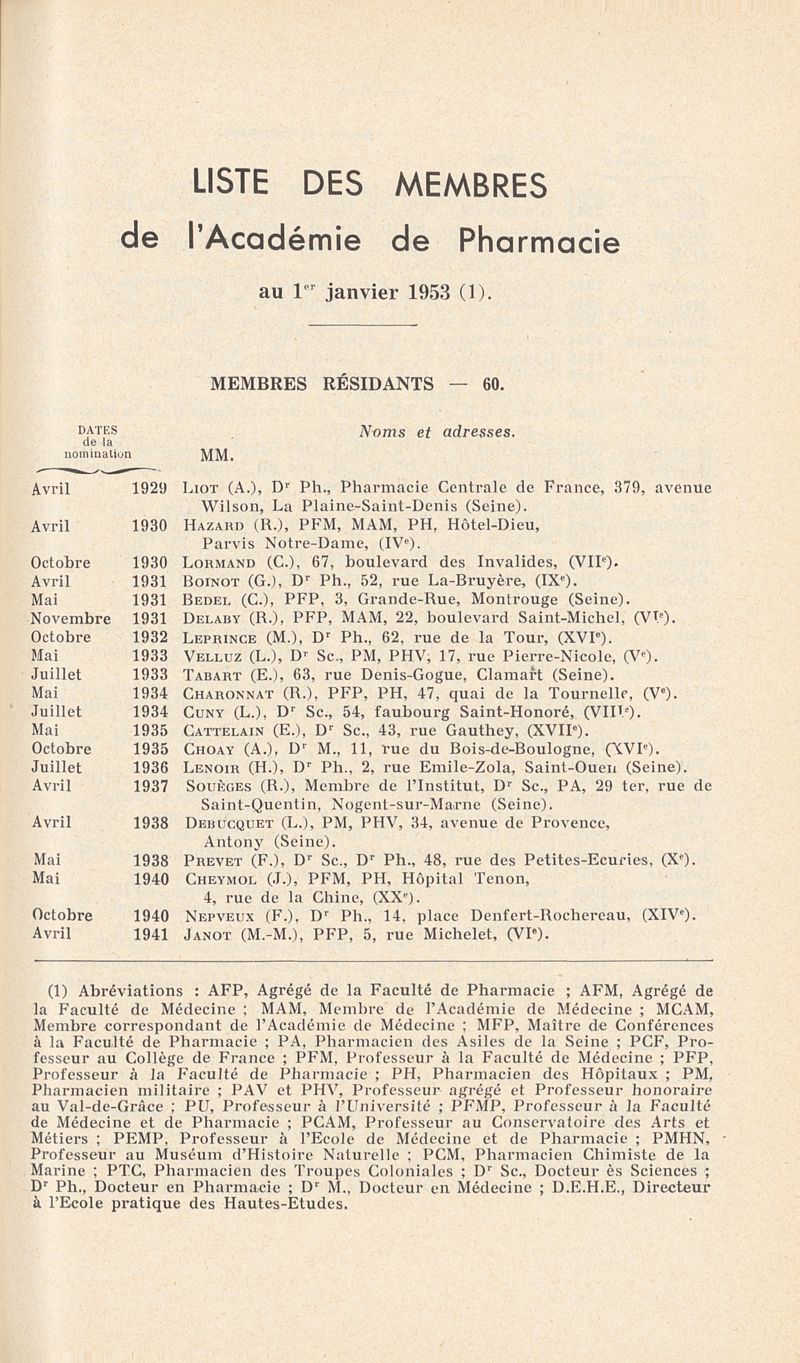 LISTE DES MEMBRES
de l'Académie de Pharmacie
au 1er janvier 1953 (1).
MEMBRES RÉSIDANTS — 60.
DATES
de la
nomination
Noms et adresses.
MM.
Avril 1929 LIOT (A.), Dr Ph., Pharmacie Centrale de France, 379, avenue
Wilson, La Plaine-Saint-Denis (Seine).
Avril 1930 HAZARD (R.), PFM, MAM, PH, Hôtel-Dieu,
Parvis Notre-Dame, (IVe).
Octobre 1930 LORMAND (C.), 67, boulevard des Invalides, (VIIe).
Avril 1931 BOINOT (G.), Dr Ph., 52, rue La-Bruyère, (IXe).
Mai 1931 BEDEL (C.), PFP, 3, Grande-Rue, Montrouge (Seine).
Novembre 1931 DELABY (R.), PFP, MAM, 22, boulevard Saint-Michel, (VIe).
Octobre 1932 LEPRINCE (M.), Dr Ph., 62, rue de la Tour, (XVIe).
Mai 1933 VELLUZ (L.), Dr Sc., PM, PHV, 17, rue Pierre-Nicole, (Ve).
Juillet 1933 TABART (E.), 63, rue Denis-Gogue, Clamart (Seine).
Mai 1934 CHARONNAT (R.), PFP, PH, 47, quai de la Tournelle, (Ve).
Juillet 1934 CUNY (L.), Dr Sc., 54, faubourg Saint-Honoré, (VIIIe).
Mai 1935 CATTELAIN (E.), Dr Sc., 43, rue Gauthey, (XVIIe).
Octobre 1935 CHOAY (A.), Dr M., 11, rue du Bois-de-Boulogne, (XVIe).
Juillet 1936 LENOIR (H.), Dr Ph., 2, rue Emile-Zola, Saint-Ouen (Seine).
Avril 1937 SOUÈGES (R.), Membre de l'Institut, Dr Sc., PA, 29 ter, rue de
Saint-Quentin, Nogent-sur-Marne (Seine).
Avril 1938 DEBUCQUET (L.), PM, PHV, 34, avenue de Provence,
Antony (Seine).
Mai 1938 PREVET (F.), Dr Sc., Dr Ph., 48, rue des Petites-Ecuries, (Xe).
Mai 1940 CHEYMOL (J.), PFM, PH, Hôpital Tenon,
4, rue de la Chine, (XXe).
Octobre 1940 NEPVEUX (F.), Dr Ph., 14, place Denfert-Rochereau, (XIVe).
Avril 1941 JANOT (M.-M.), PFP, 5, rue Michelet, (VIe).
(1) Abréviations : AFP, Agrégé de la Faculté de Pharmacie ; AFM, Agrégé de
la Faculté de Médecine ; MAM, Membre de l'Académie de Médecine ; MCAM,
Membre correspondant de l'Académie de Médecine ; MFP, Maître de Conférences
à la Faculté de Pharmacie ; PA, Pharmacien des Asiles de la Seine ; PCF, Pro-
fesseur au Collège de France ; PFM, Professeur à la Faculté de Médecine ; PFP,
Professeur à la Faculté de Pharmacie ; PH, Pharmacien des Hôpitaux ; PM,
Pharmacien militaire ; PAV et PHV, Professeur agrégé et Professeur honoraire
au Val-de-Grâce ; PU, Professeur à l'Université ; PFMP, Professeur à la Faculté
de Médecine et de Pharmacie ; PCAM, Professeur au Conservatoire des Arts et
Métiers ; PEMP, Professeur à l'Ecole de Médecine et de Pharmacie ; PMHN,
Professeur au Muséum d'Histoire Naturelle ; PCM, Pharmacien Chimiste de la
Marine ; PTC, Pharmacien des Troupes Coloniales ; Dr Sc., Docteur ès Sciences ;
Dr Ph., Docteur en Pharmacie ; Dr M., Docteur en Médecine ; D.E.H.E., Directeur
à l'Ecole pratique des Hautes-Etudes.